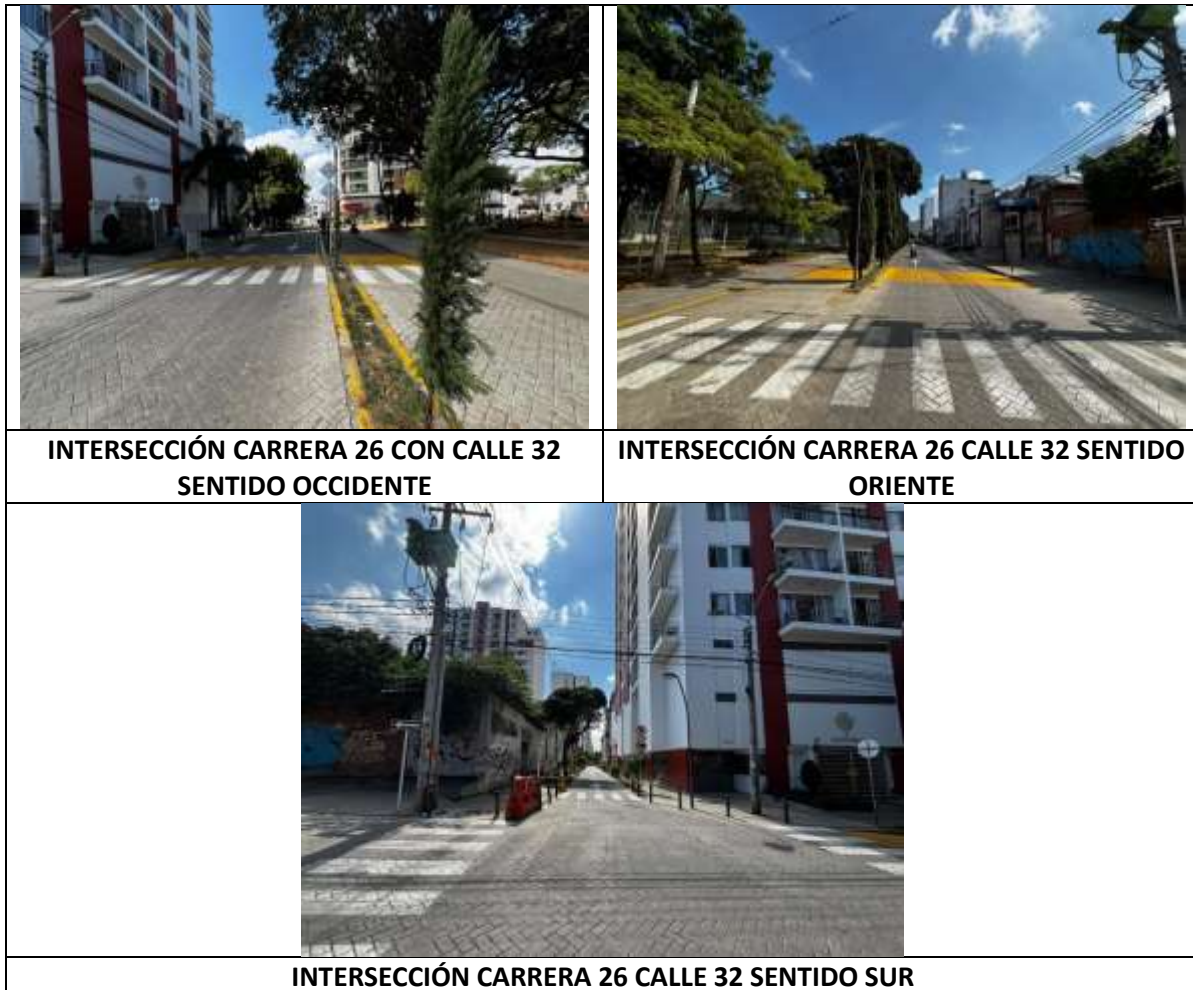 INTERSECCIÓN CARRERA 26 CON CALLE 32
SENTIDO OCCIDENTE
INTERSECCIÓN CARRERA 26 CALLE 32 SENTIDO
ORIENTE
INTERSECCIÓN CARRERA 26 CALLE 32 SENTIDO SUR